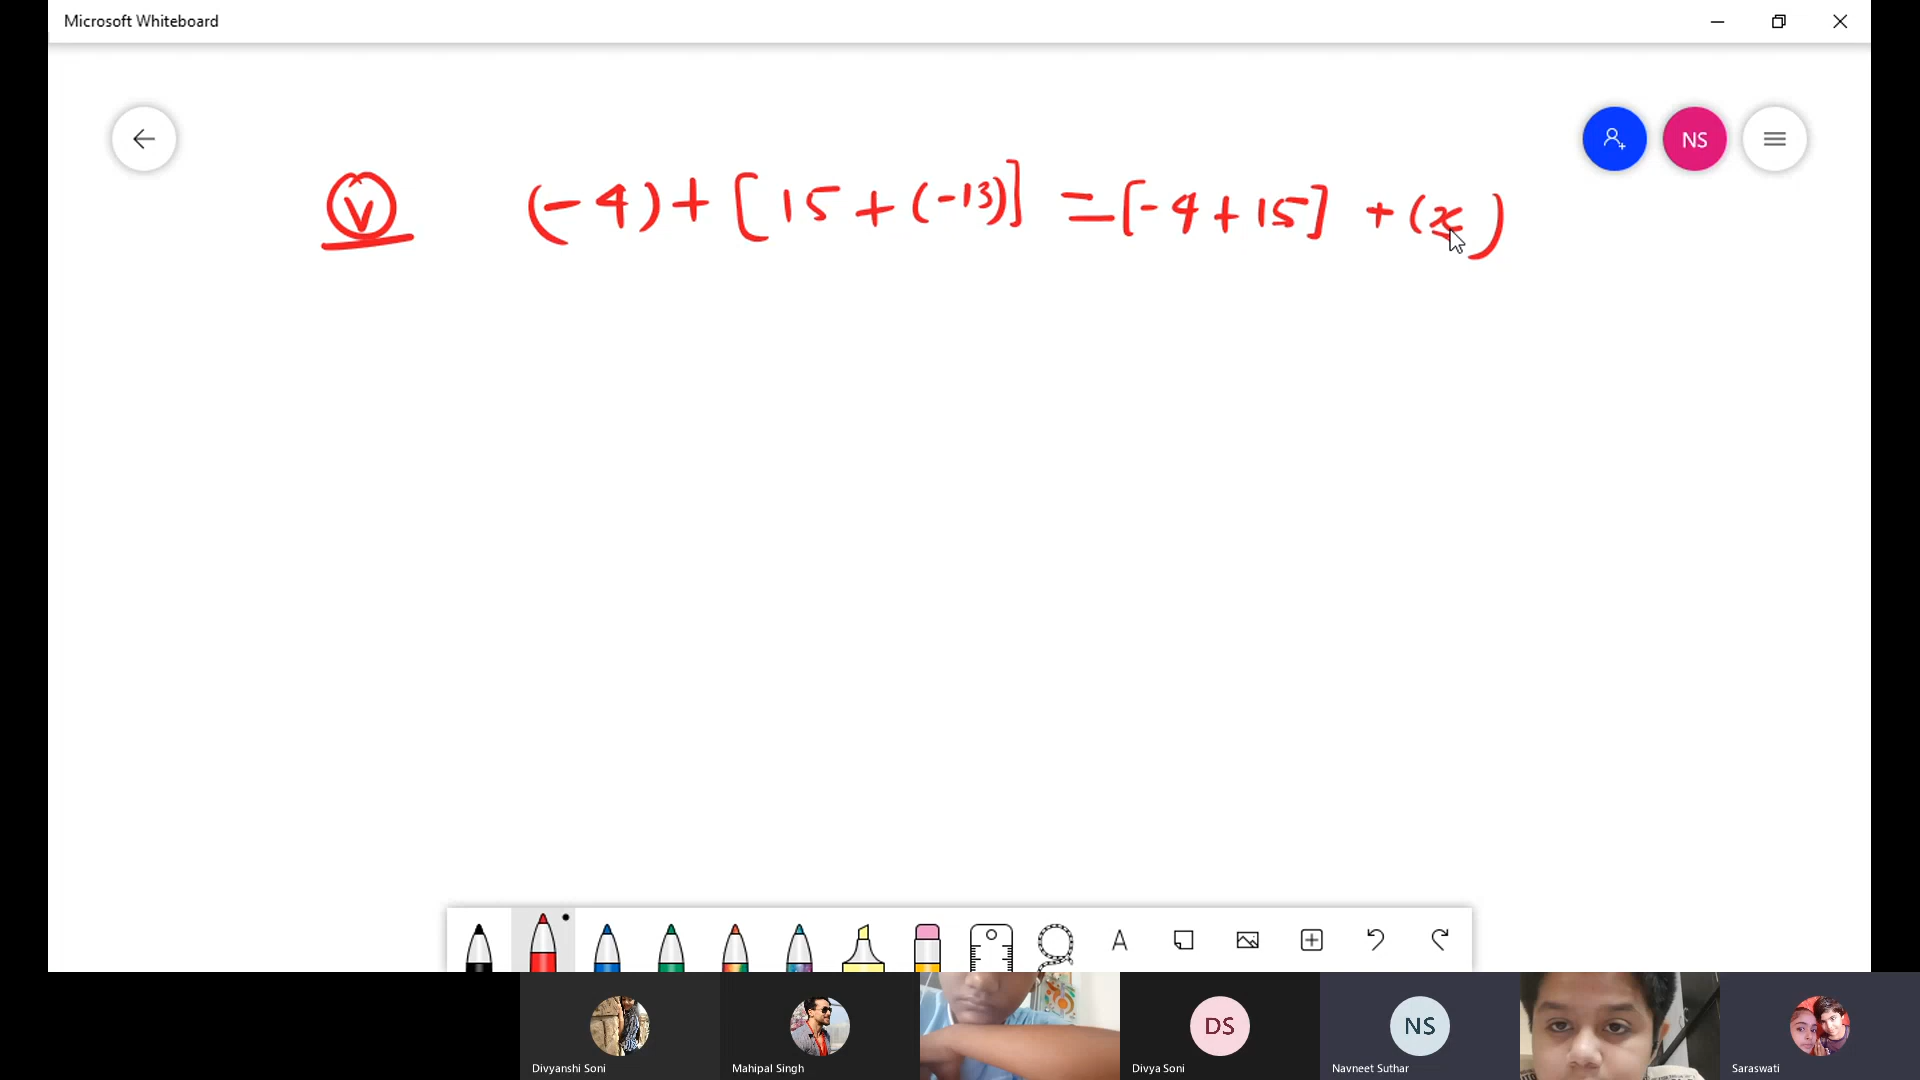 Microsoft Whiteboard
NS
(v) (-4) + [15 + (-13)] = [-4 + 15] + (x)
A
DS
NS
Divyanshi Soni
Mahipal Singh
Divya Soni
Navneet Suthar
Saraswati